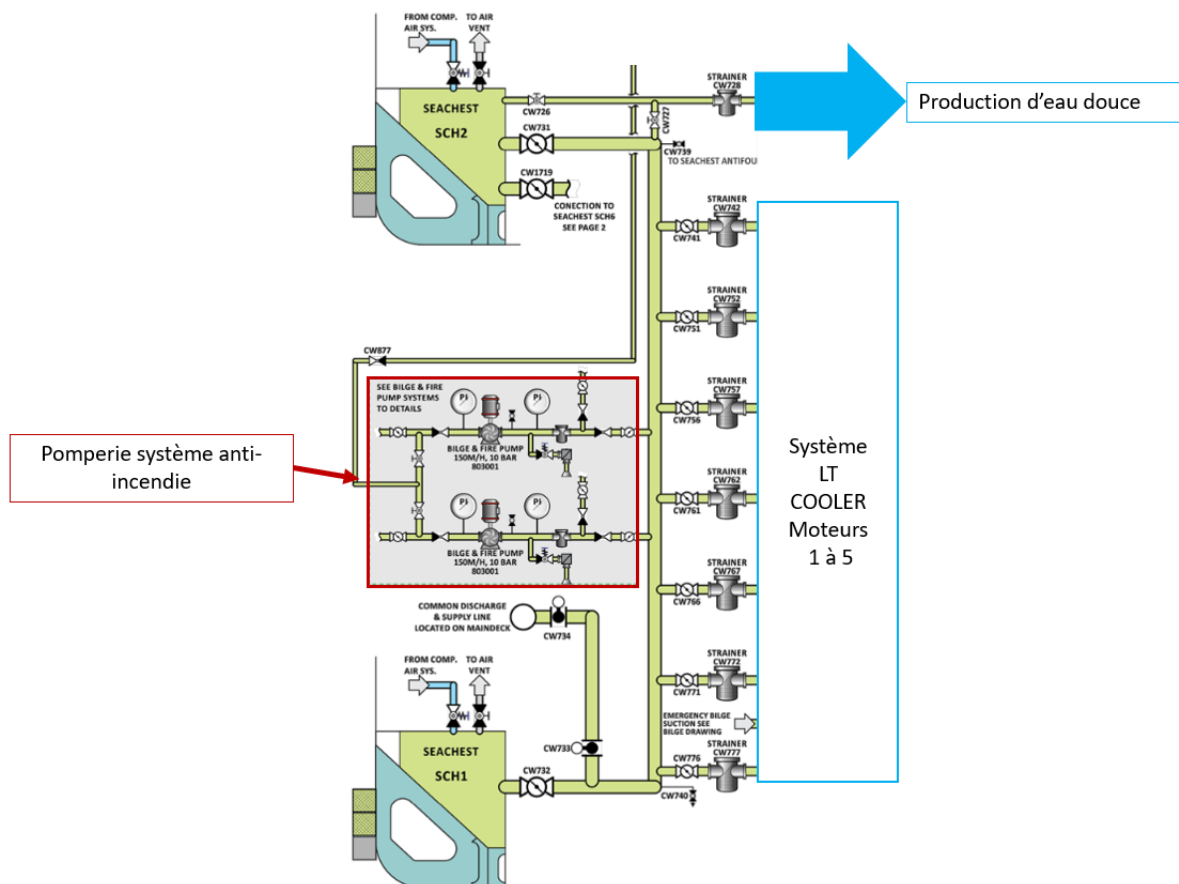 FROM COMP.
AIR SYS.
TO AIR
VENT
SEACHEST
SCH2
CW726
CW731
CW1719
CONECTION TO
SEACHEST SCH6
SEE PAGE 2
CW727
CW739
TO SEACHEST ANTIFOU
STRAINER
CW728
Production d'eau douce
STRAINER
CW742
CW741
STRAINER
CW752
CW751
STRAINER
CW757
CW756
STRAINER
CW762
CW761
STRAINER
CW767
CW766
STRAINER
CW772
CW771
EMERGENCY BILGE
SUCTION SEE
BILGE DRAWING
STRAINER
CW777
CW776
CW740
Système
LT
COOLER
Moteurs
1 à 5
CW877
SEE BILGE & FIRE
PUMP SYSTEMS
TO DETAILS
PI
PI
BILGE & FIRE PUMP
150M/H, 10 BAR
803001
PI
PI
BILGE & FIRE PUMP
150M/H, 10 BAR
803001
Pomperie système anti-
incendie
COMMON DISCHARGE
& SUPPLY LINE
LOCATED ON MAINDECK
CW734
FROM COMP.
AIR SYS.
TO AIR
VENT
SEACHEST
SCH1
CW733
CW732